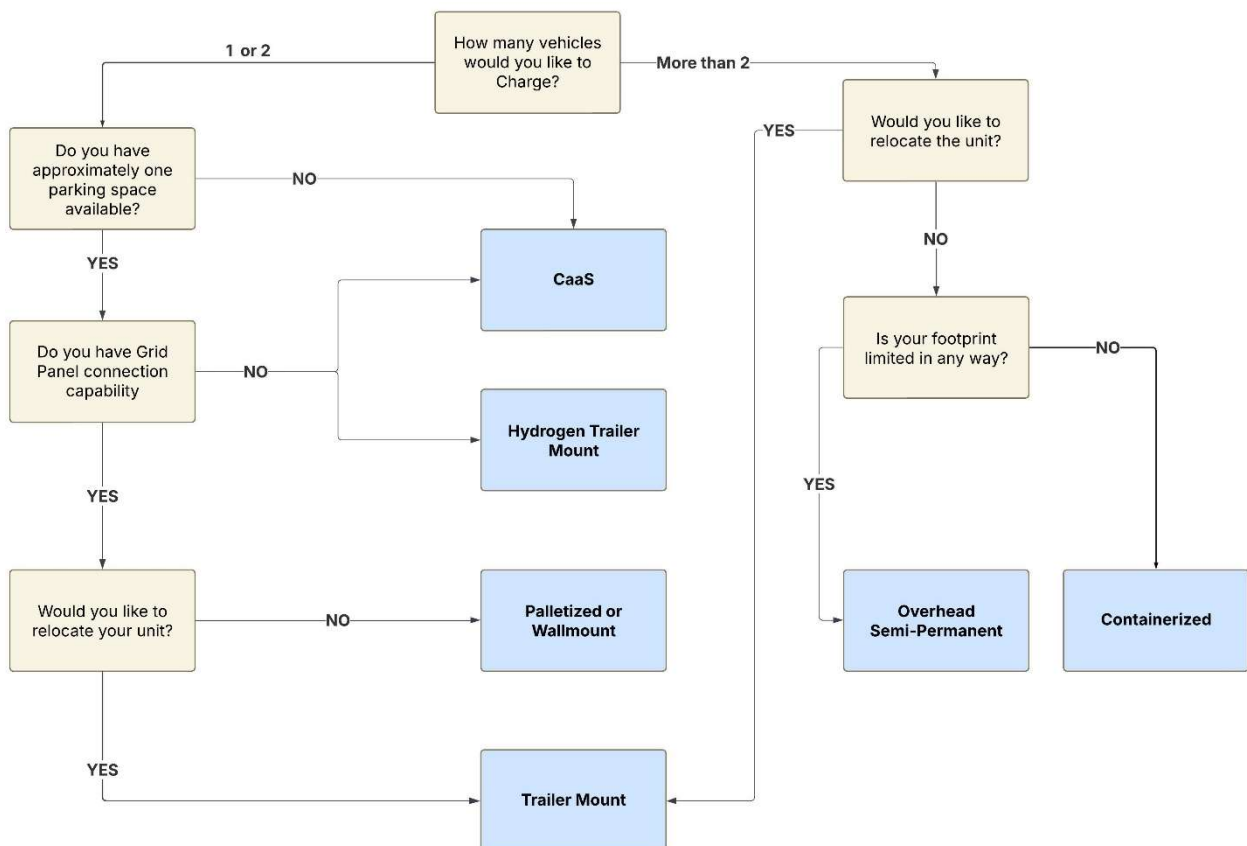 How many vehicles
would you like to
Charge?
1 or 2
More than 2
Do you have
approximately one
parking space
available?
NO
YES
Would you like to
relocate the unit?
YES
NO
CaaS
Do you have Grid
Panel connection
capability
NO
YES
Hydrogen Trailer
Mount
Is your footprint
limited in any way?
NO
YES
Would you like to
relocate your unit?
NO
YES
Palletized or
Wallmount
Overhead
Semi-Permanent
Containerized
Trailer Mount